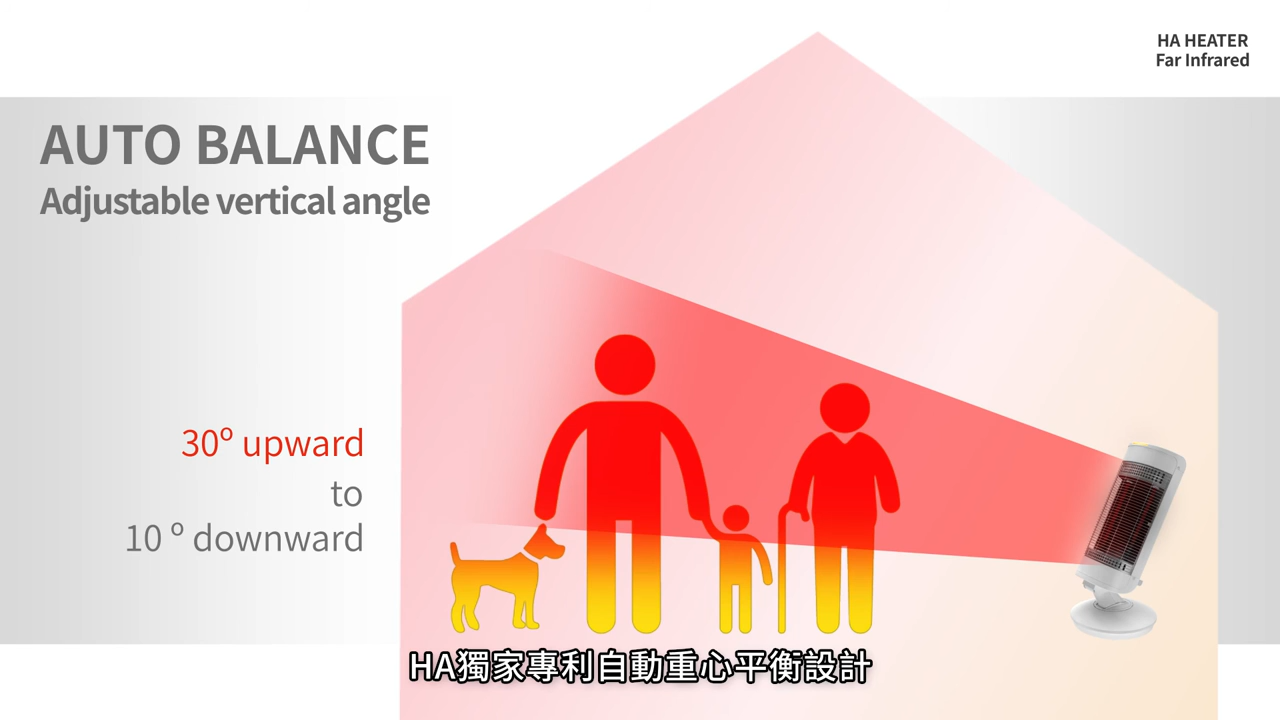 HA HEATER
Far Infrared
AUTO BALANCE
Adjustable vertical angle
30º upward
to
10 º downward
HA獨家專利自動重心平衡設計